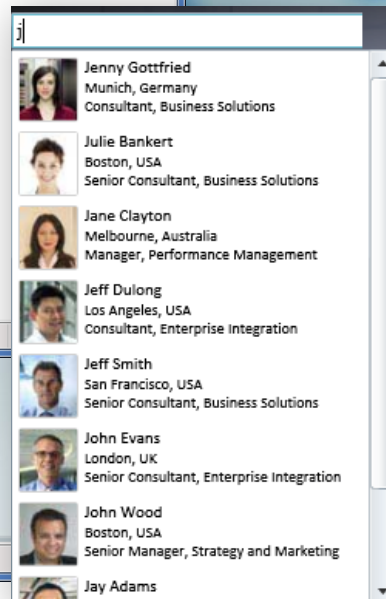 j
Jenny Gottfried
Munich, Germany
Consultant, Business Solutions
Julie Bankert
Boston, USA
Senior Consultant, Business Solutions
Jane Clayton
Melbourne, Australia
Manager, Performance Management
Jeff Dulong
Los Angeles, USA
Consultant, Enterprise Integration
Jeff Smith
San Francisco, USA
Senior Consultant, Business Solutions
John Evans
London, UK
Senior Consultant, Enterprise Integration
John Wood
Boston, USA
Senior Manager, Strategy and Marketing
Jay Adams